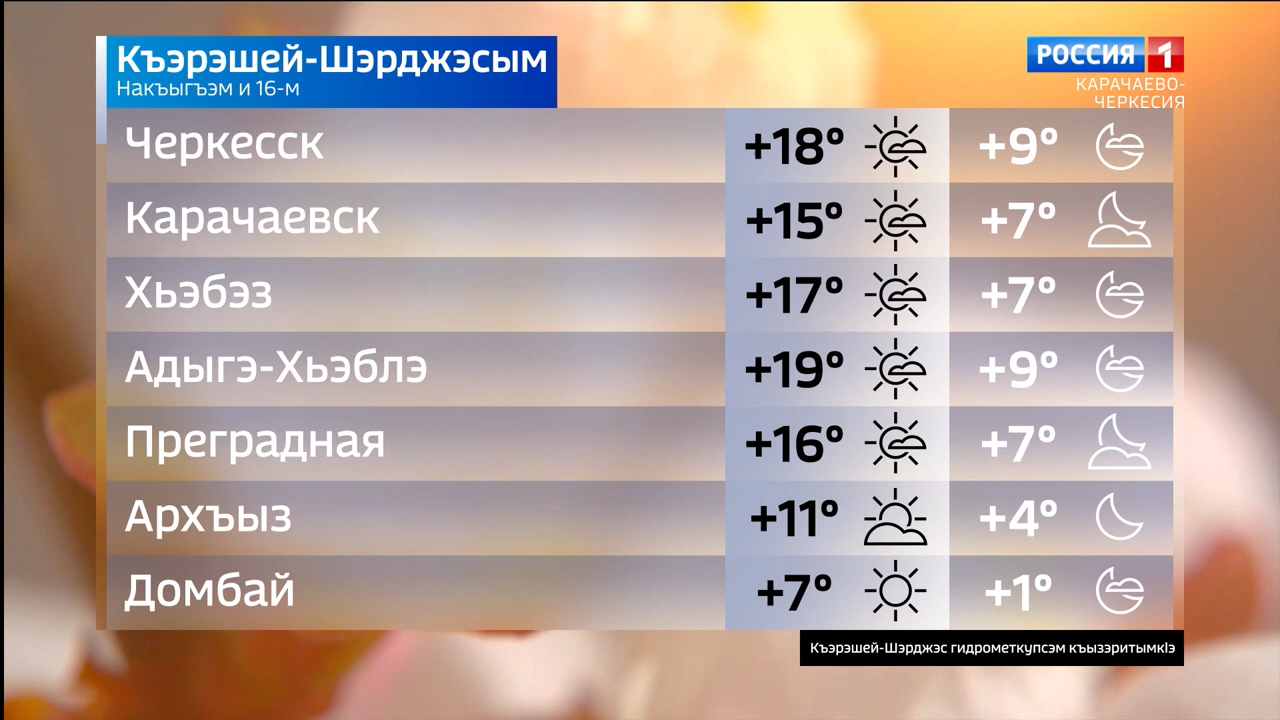 Къэрэшей-Шэрджэсым
Накъыгъэм и 16-м
РОССИЯ 1
КАРАЧАЕВО-
ЧЕРКЕСИЯ
Черкесск +18° +9°
Карачаевск +15° +7°
Хьэбэз +17° +7°
Адыгэ-Хьэблэ +19° +9°
Преградная +16° +7°
Архъыз +11° +4°
Домбай +7° +1°
Къэрэшей-Шэрджэс гидрометкупсэм къызэритымкIэ